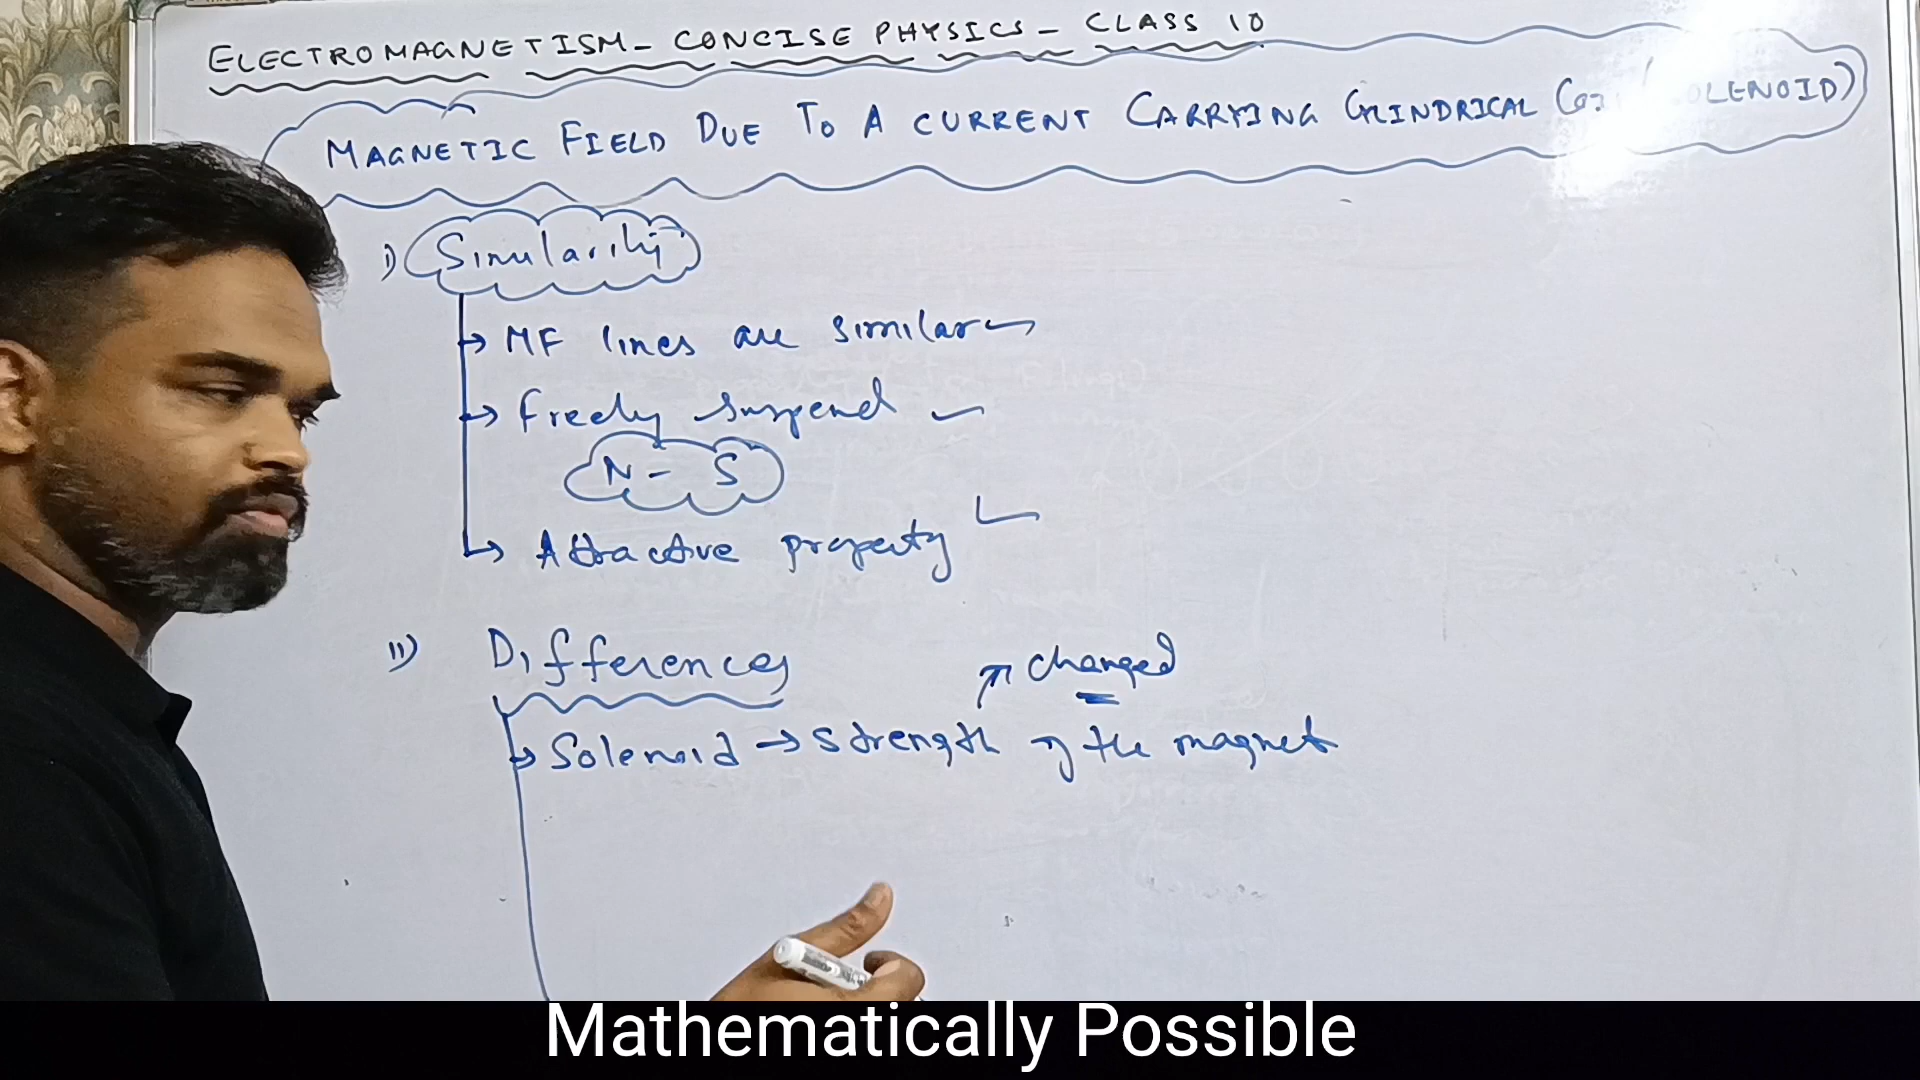 ELECTROMAGNETISM - CONCISE PHYSICS - CLASS 10
MAGNETIC FIELD DUE TO A CURRENT CARRYING CYLINDRICAL OLENOID)
i) Similarity
→ MF lines are similar
→ Freely suspend
N - S
→ Attractive property
ii) Differences
↗ changed
→ Solenoid → strength of the magnet
Mathematically Possible